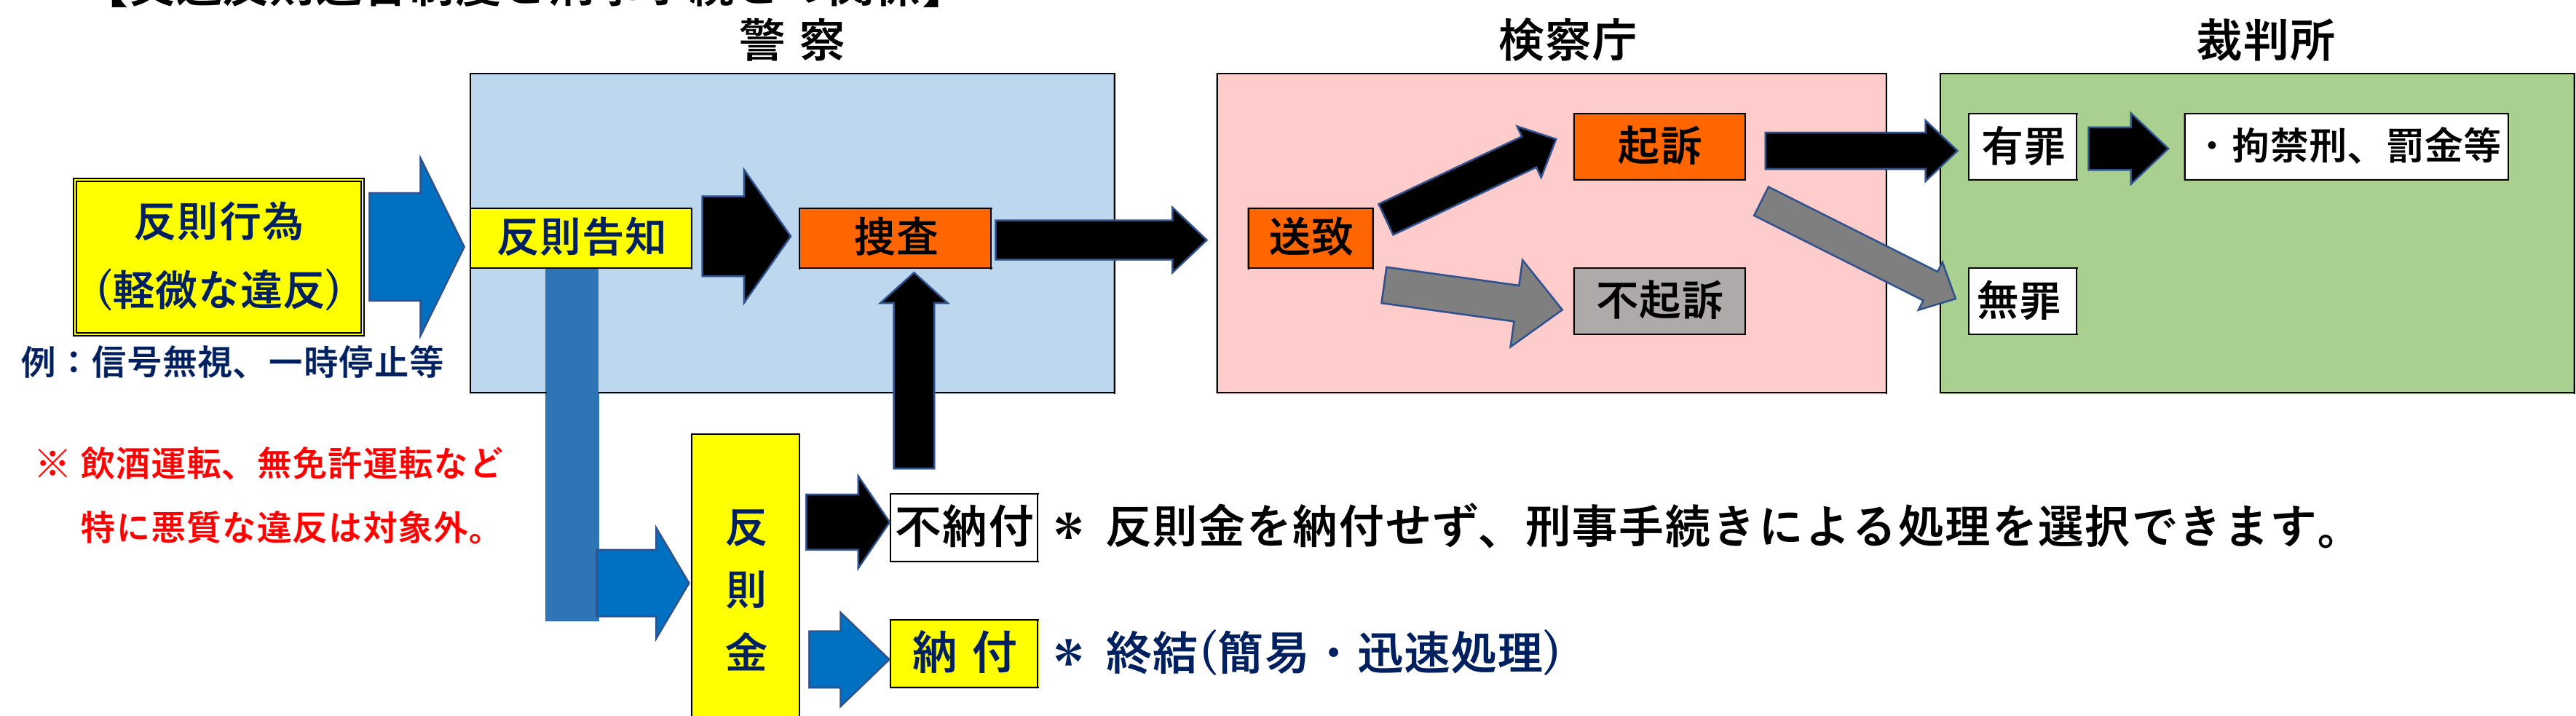 警 察
検察庁
裁判所
反則行為
(軽微な違反)
例：信号無視、一時停止等
※ 飲酒運転、無免許運転など
特に悪質な違反は対象外。
反則告知
捜査
送致
起訴
不起訴
有罪
・拘禁刑、罰金等
無罪
反則金
不納付
* 反則金を納付せず、刑事手続きによる処理を選択できます。
納 付
* 終結(簡易・迅速処理)